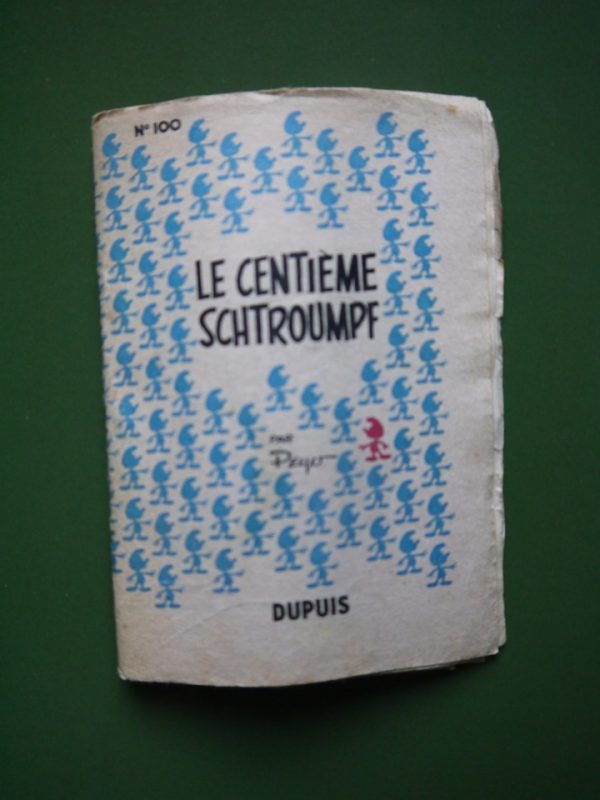 N° 100
LE CENTIÈME
SCHTROUMPF
PAR
Peyo
DUPUIS